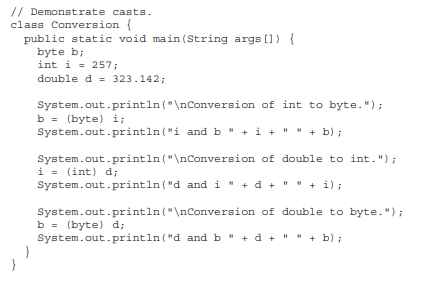 // Demonstrate casts.
class Conversion {
  public static void main(String args[]) {
    byte b;
    int i = 257;
    double d = 323.142;

    System.out.println("\nConversion of int to byte.");
    b = (byte) i;
    System.out.println("i and b " + i + " " + b);

    System.out.println("\nConversion of double to int.");
    i = (int) d;
    System.out.println("d and i " + d + " " + i);

    System.out.println("\nConversion of double to byte.");
    b = (byte) d;
    System.out.println("d and b " + d + " " + b);
  }
}